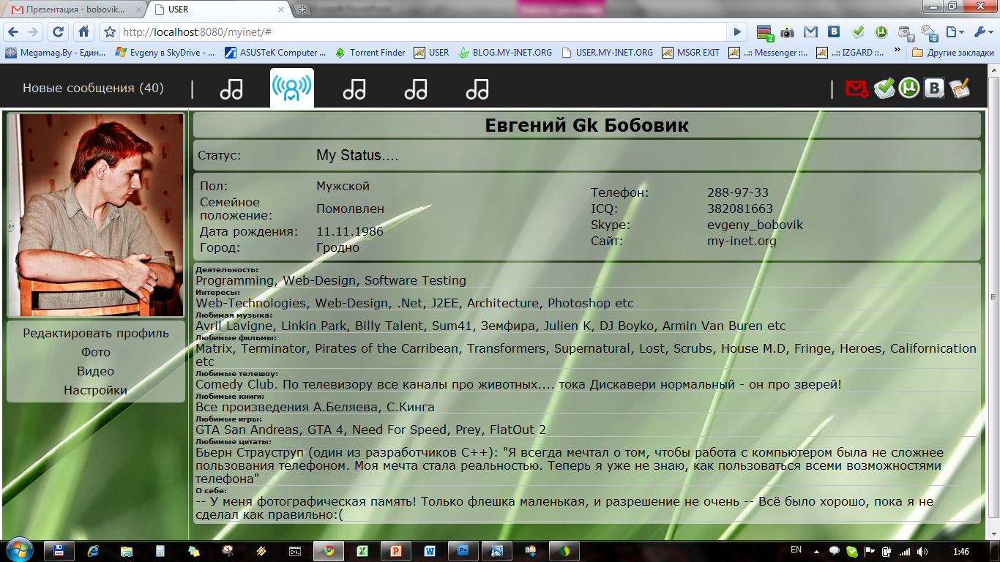 Презентация - bobovik...
USER
http://localhost:8080/myinet/#
Megamag.By - Един...
Evgeny в SkyDrive - ...
ASUSTeK Computer ...
Torrent Finder
USER
BLOG.MY-INET.ORG
USER.MY-INET.ORG
MSGR EXIT
..:: Messenger ::..
..:: IZGARD ::..
Другие закладки
Новые сообщения (40)
Евгений Gk Бобовик
Статус: My Status....
Пол: Мужской
Семейное
положение: Помолвлен
Дата рождения: 11.11.1986
Город: Гродно
Телефон: 288-97-33
ICQ: 382081663
Skype: evgeny_bobovik
Сайт: my-inet.org
Редактировать профиль
Фото
Видео
Настройки
Деятельность:
Programming, Web-Design, Software Testing
Интересы:
Web-Technologies, Web-Design, .Net, J2EE, Architecture, Photoshop etc
Любимая музыка:
Avril Lavigne, Linkin Park, Billy Talent, Sum41, Земфира, Julien K, DJ Boyko, Armin Van Buren etc
Любимые фильмы:
Matrix, Terminator, Pirates of the Carribean, Transformers, Supernatural, Lost, Scrubs, House M.D, Fringe, Heroes, Californication
etc
Любимые телешоу:
Comedy Club. По телевизору все каналы про животных.... тока Дискавери нормальный - он про зверей!
Любимые книги:
Все произведения А.Беляева, С.Кинга
Любимые игры:
GTA San Andreas, GTA 4, Need For Speed, Prey, FlatOut 2
Любимые цитаты:
Бьерн Страуструп (один из разработчиков C++): "Я всегда мечтал о том, чтобы работа с компьютером была не сложнее
пользования телефоном. Моя мечта стала реальностью. Теперь я уже не знаю, как пользоваться всеми возможностями
телефона"
О себе:
-- У меня фотографическая память! Только флешка маленькая, и разрешение не очень -- Всё было хорошо, пока я не
сделал как правильно:(
EN
1:46